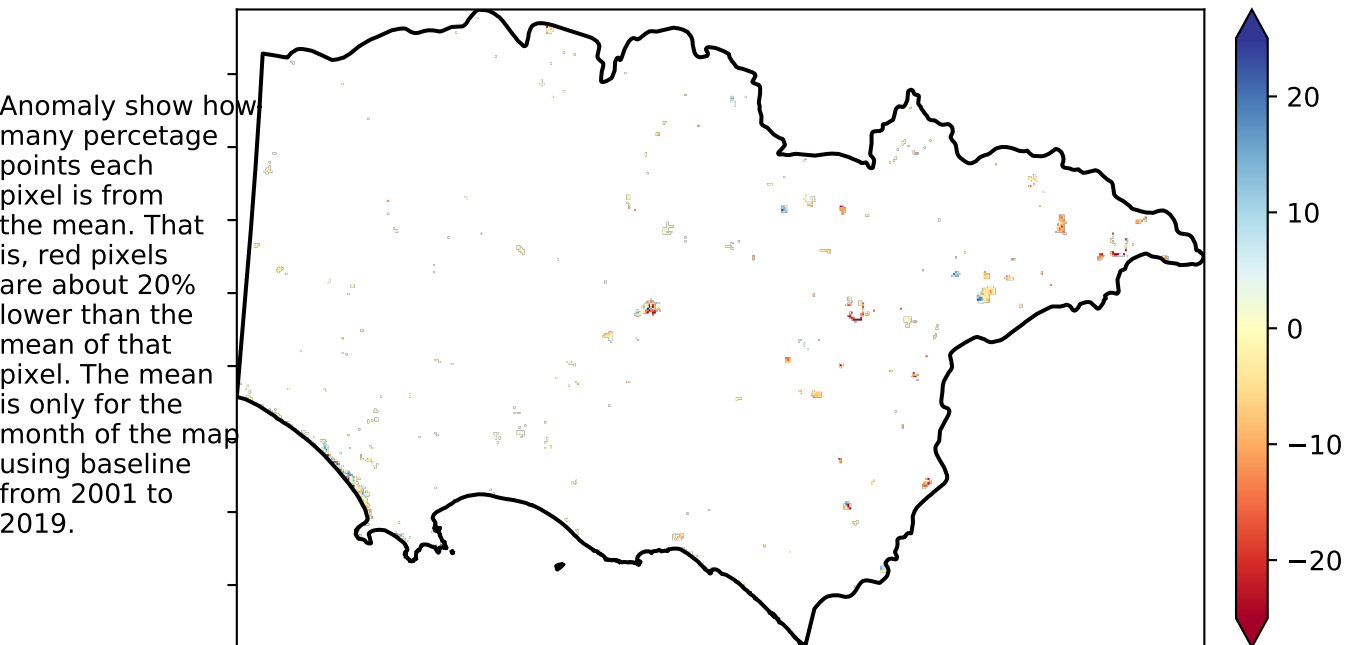 Anomaly show how
many percetage
points each
pixel is from
the mean. That
is, red pixels
are about 20%
lower than the
mean of that
pixel. The mean
is only for the
month of the map
using baseline
from 2001 to
2019.
20
10
0
−10
−20